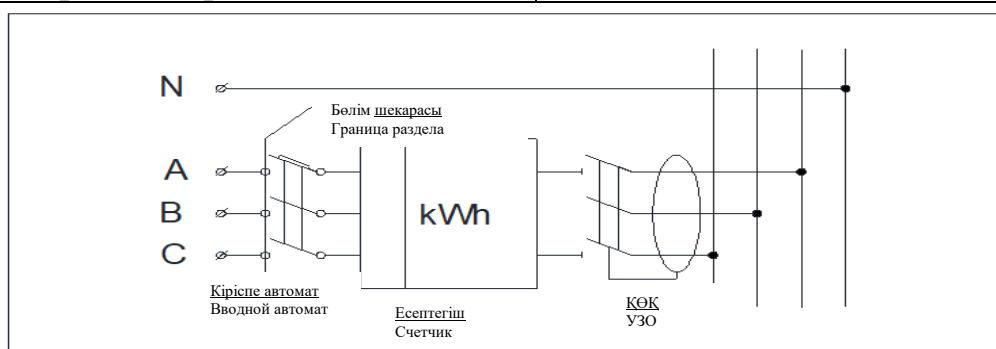 N
Бөлім шекарасы
Граница раздела
A
B
C
kWh
Кіріспе автомат
Вводной автомат
Есептегіш
Счетчик
ҚӨҚ
УЗО